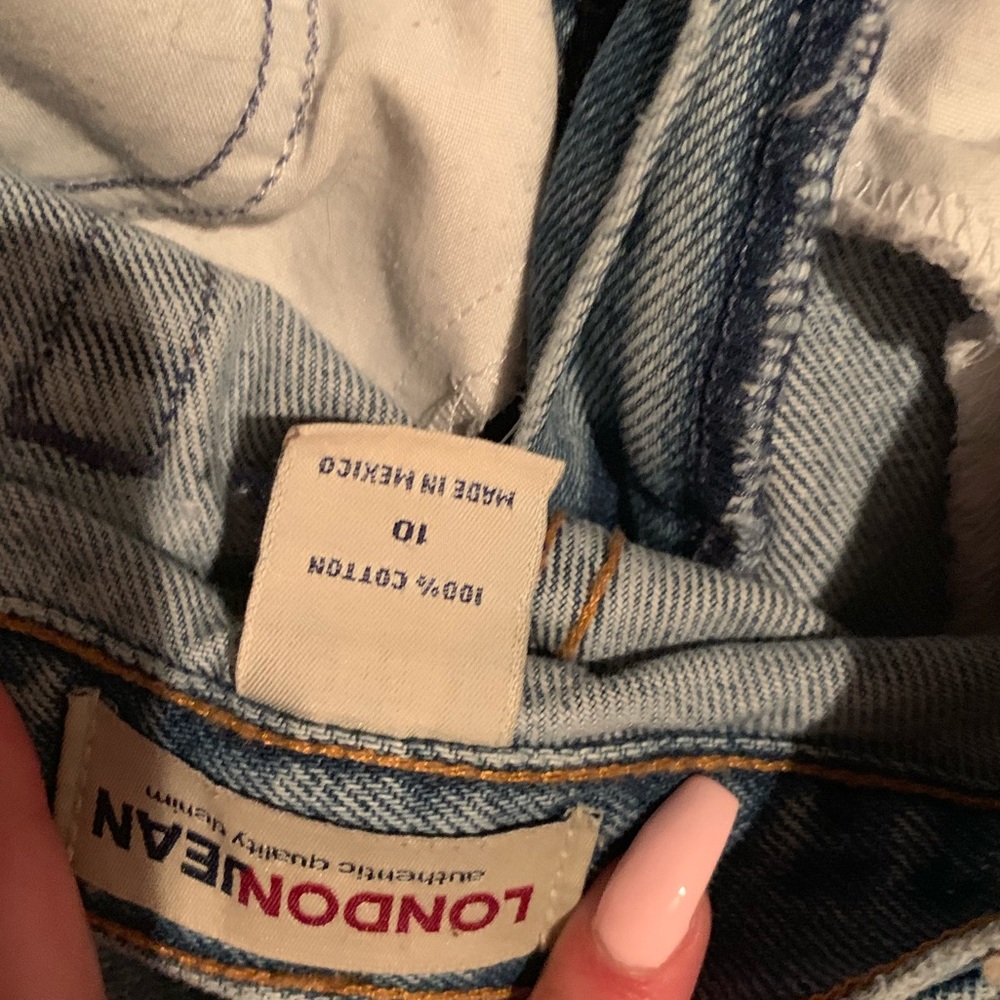 LONDONJEAN
authentic quality denim
100% COTTON
10
MADE IN MEXICO